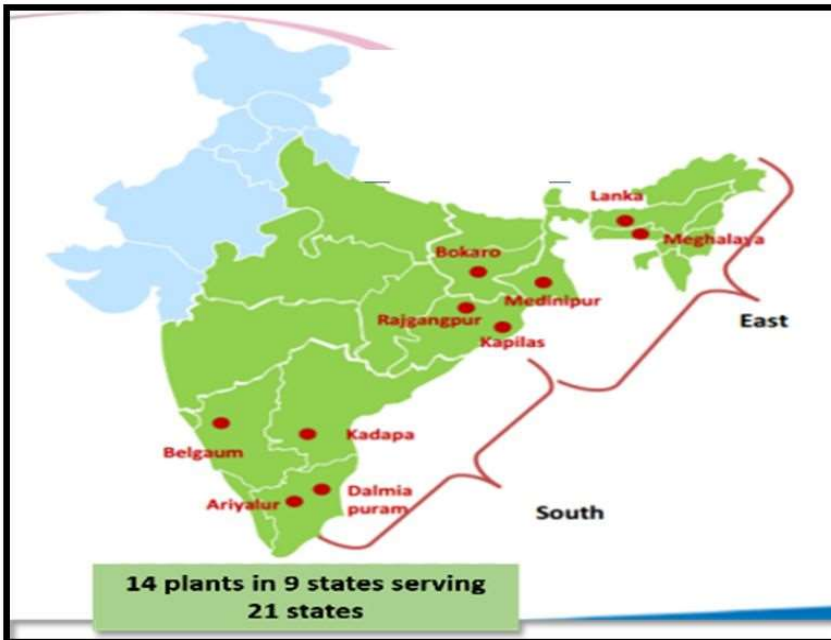 Lanka
Meghalaya
Bokaro
Medinipur
Rajgangpur
Kapilas
East
Kadapa
Belgaum
Ariyalur
Dalmia
puram
South
14 plants in 9 states serving
21 states